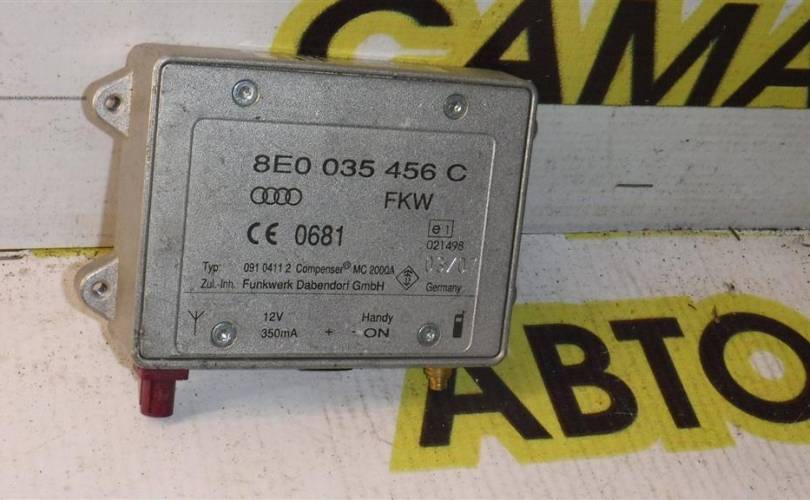 САМА
8E0 035 456 C
FKW
CE 0681
e 1
021498
Typ: 091 0411 2 Compenser® MC 2000A
Zul.-Inh. Funkwerk Dabendorf GmbH
Germany
12V
350mA
+ -
Handy
ON
АВТО